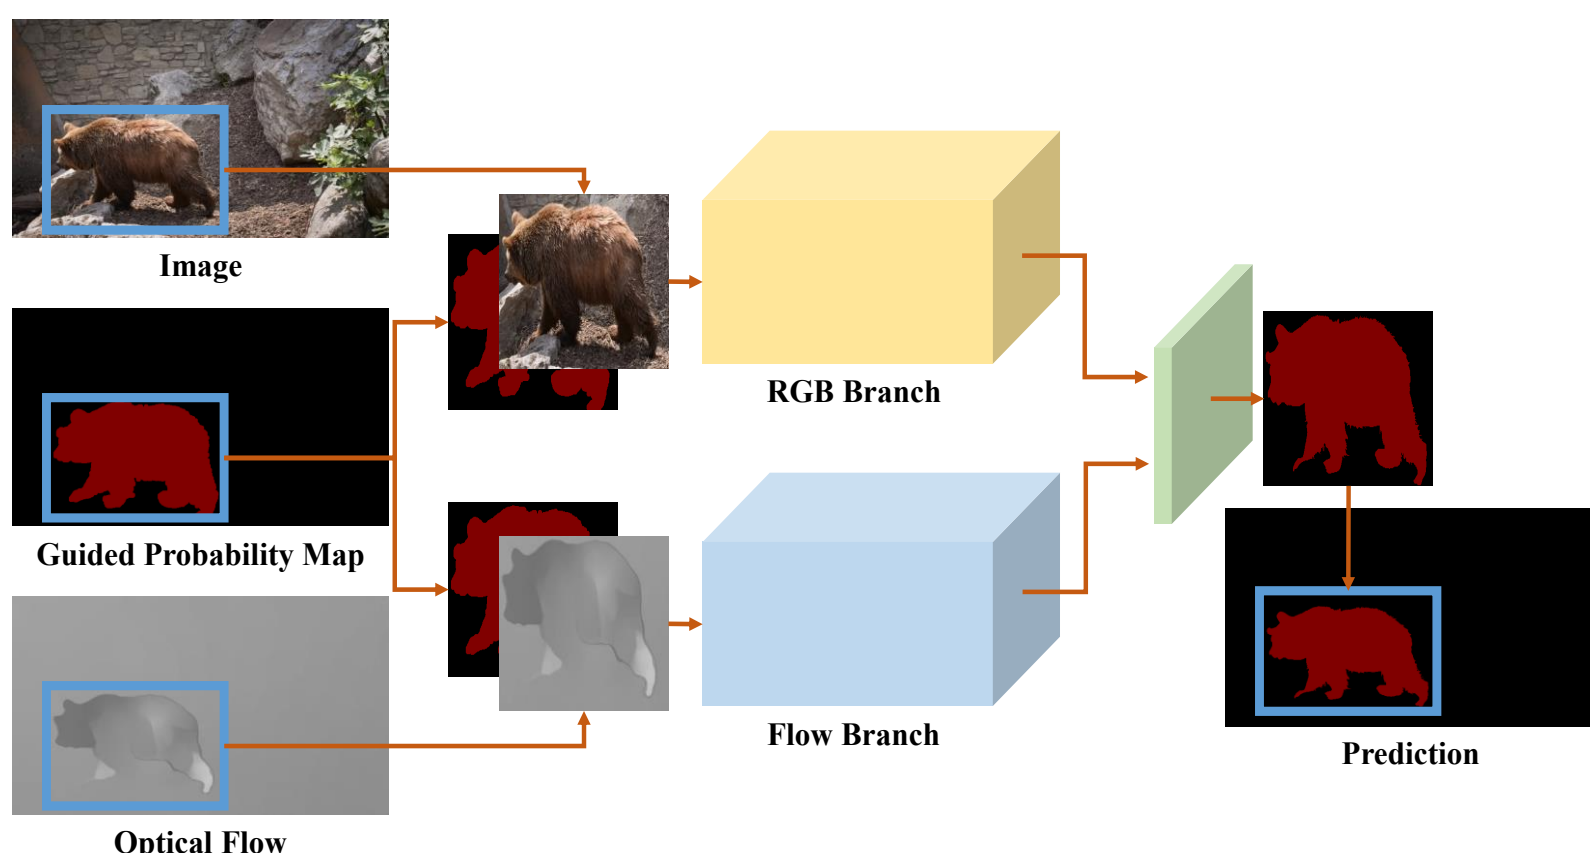 Image
Guided Probability Map
Optical Flow
RGB Branch
Flow Branch
Prediction